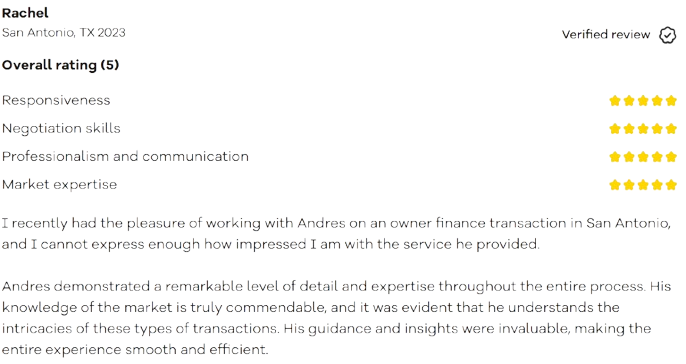 Rachel
San Antonio, TX 2023
Verified review
Overall rating (5)
Responsiveness
Negotiation skills
Professionalism and communication
Market expertise
I recently had the pleasure of working with Andres on an owner finance transaction in San Antonio,
and I cannot express enough how impressed I am with the service he provided.
Andres demonstrated a remarkable level of detail and expertise throughout the entire process. His
knowledge of the market is truly commendable, and it was evident that he understands the
intricacies of these types of transactions. His guidance and insights were invaluable, making the
entire experience smooth and efficient.